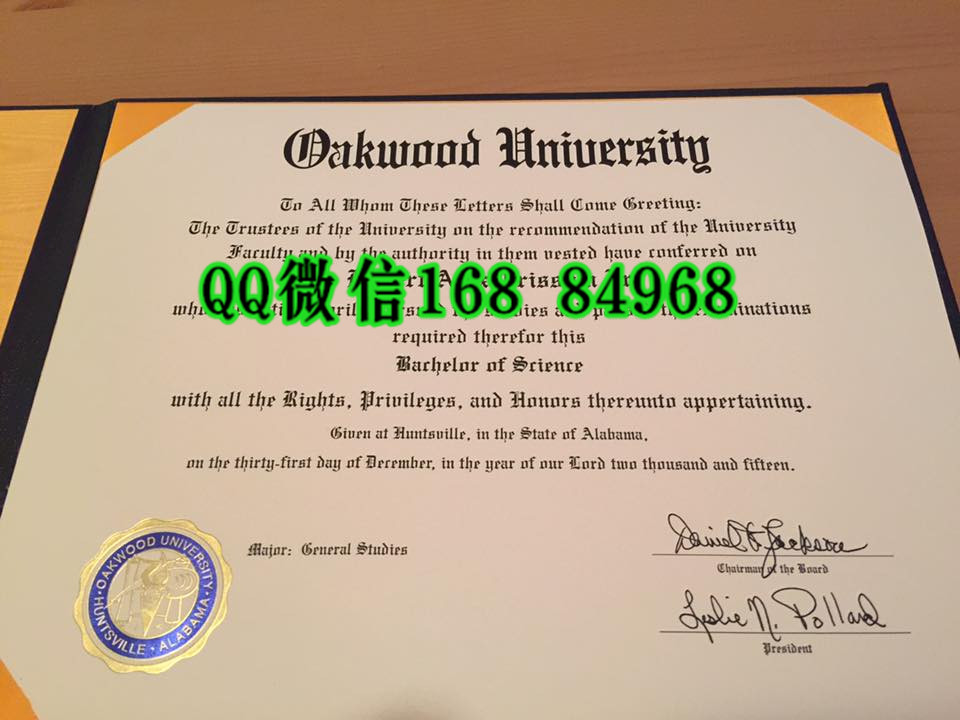 Oakwood University
To All Whom These Letters Shall Come Greeting:
The Trustees of the University on the recommendation of the University
Faculty and by the authority in them vested have conferred on
QQ微信168 84968
required therefor this
Bachelor of Science
with all the Rights, Privileges, and Honors thereunto appertaining.
Given at Huntsville, in the State of Alabama,
on the thirty-first day of December, in the year of our Lord two thousand and fifteen.
OAKWOOD UNIVERSITY
HUNTSVILLE • ALABAMA
Major: General Studies
Daniel R Jackson
Chairman of the Board
Leslie N. Pollard
President